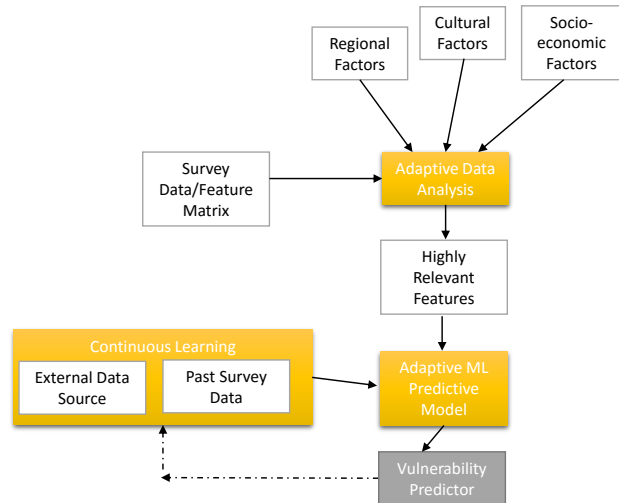 Regional
Factors
Cultural
Factors
Socio-
economic
Factors
Survey
Data/Feature
Matrix
Adaptive Data
Analysis
Highly
Relevant
Features
Continuous Learning
External Data
Source
Past Survey
Data
Adaptive ML
Predictive
Model
Vulnerability
Predictor